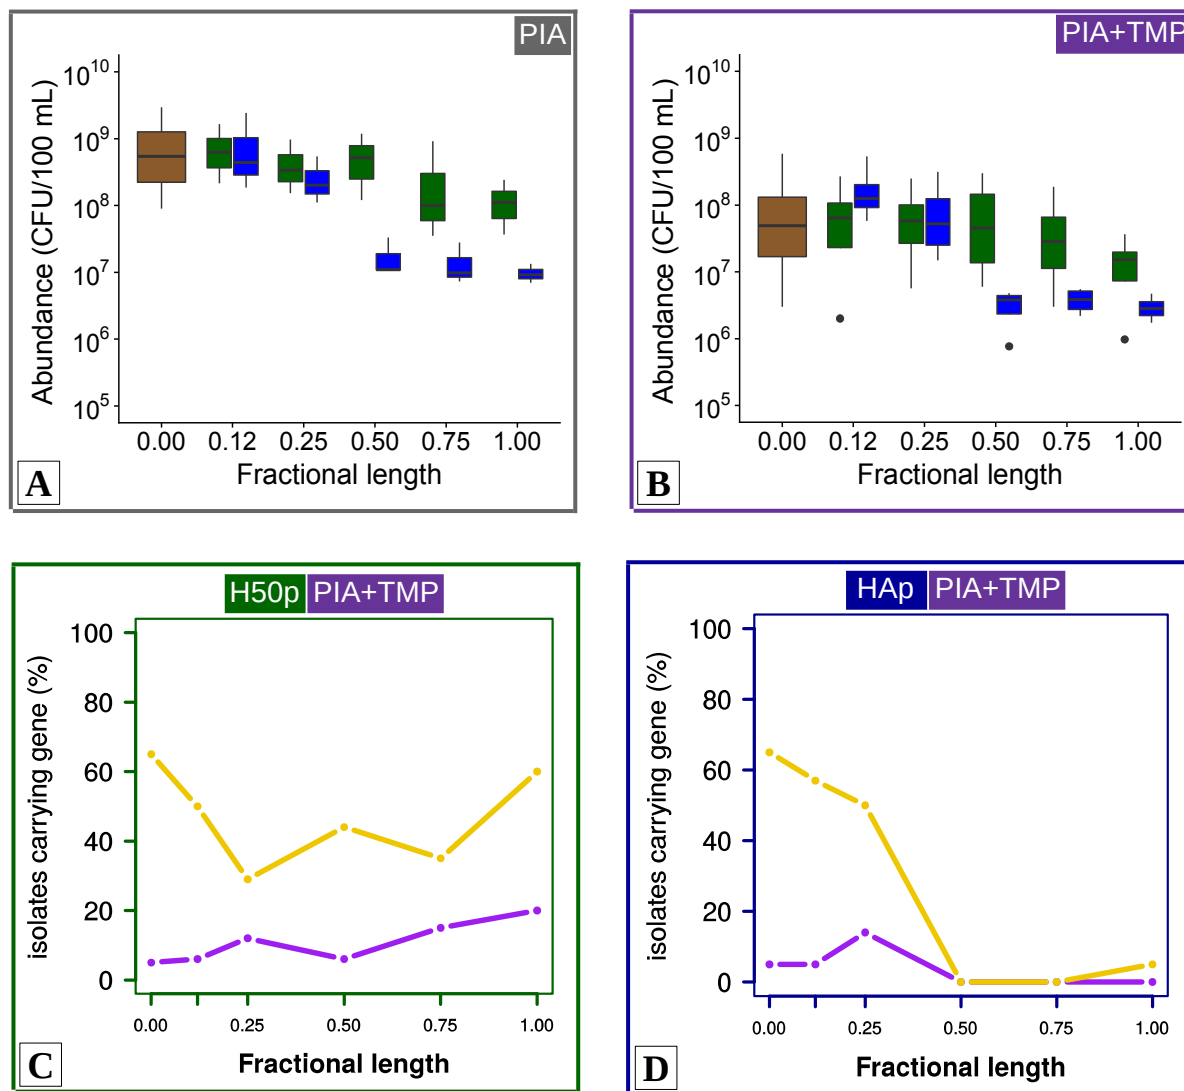 PIA
Abundance (CFU/100 mL)
10^10
10^9
10^8
10^7
10^6
10^5
0.00 0.12 0.25 0.50 0.75 1.00
Fractional length
A
PIA+TMP
Abundance (CFU/100 mL)
10^10
10^9
10^8
10^7
10^6
10^5
0.00 0.12 0.25 0.50 0.75 1.00
Fractional length
B
H50p PIA+TMP
isolates carrying gene (%)
100
80
60
40
20
0
0.00 0.25 0.50 0.75 1.00
Fractional length
C
HAp PIA+TMP
isolates carrying gene (%)
100
80
60
40
20
0
0.00 0.25 0.50 0.75 1.00
Fractional length
D